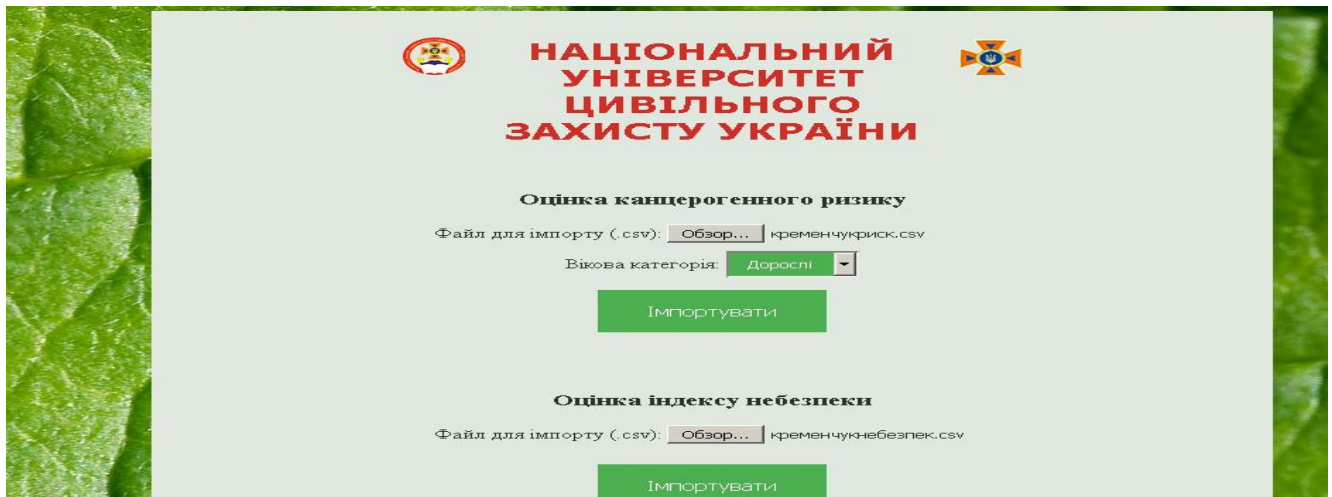 НАЦІОНАЛЬНИЙ
УНІВЕРСИТЕТ
ЦИВІЛЬНОГО
ЗАХИСТУ УКРАЇНИ
Оцінка канцерогенного ризику
Файл для імпорту (.csv): Обзор... кременчукриск.csv
Вікова категорія: Дорослі
Імпортувати
Оцінка індексу небезпеки
Файл для імпорту (.csv): Обзор... кременчукнебезпек.csv
Імпортувати